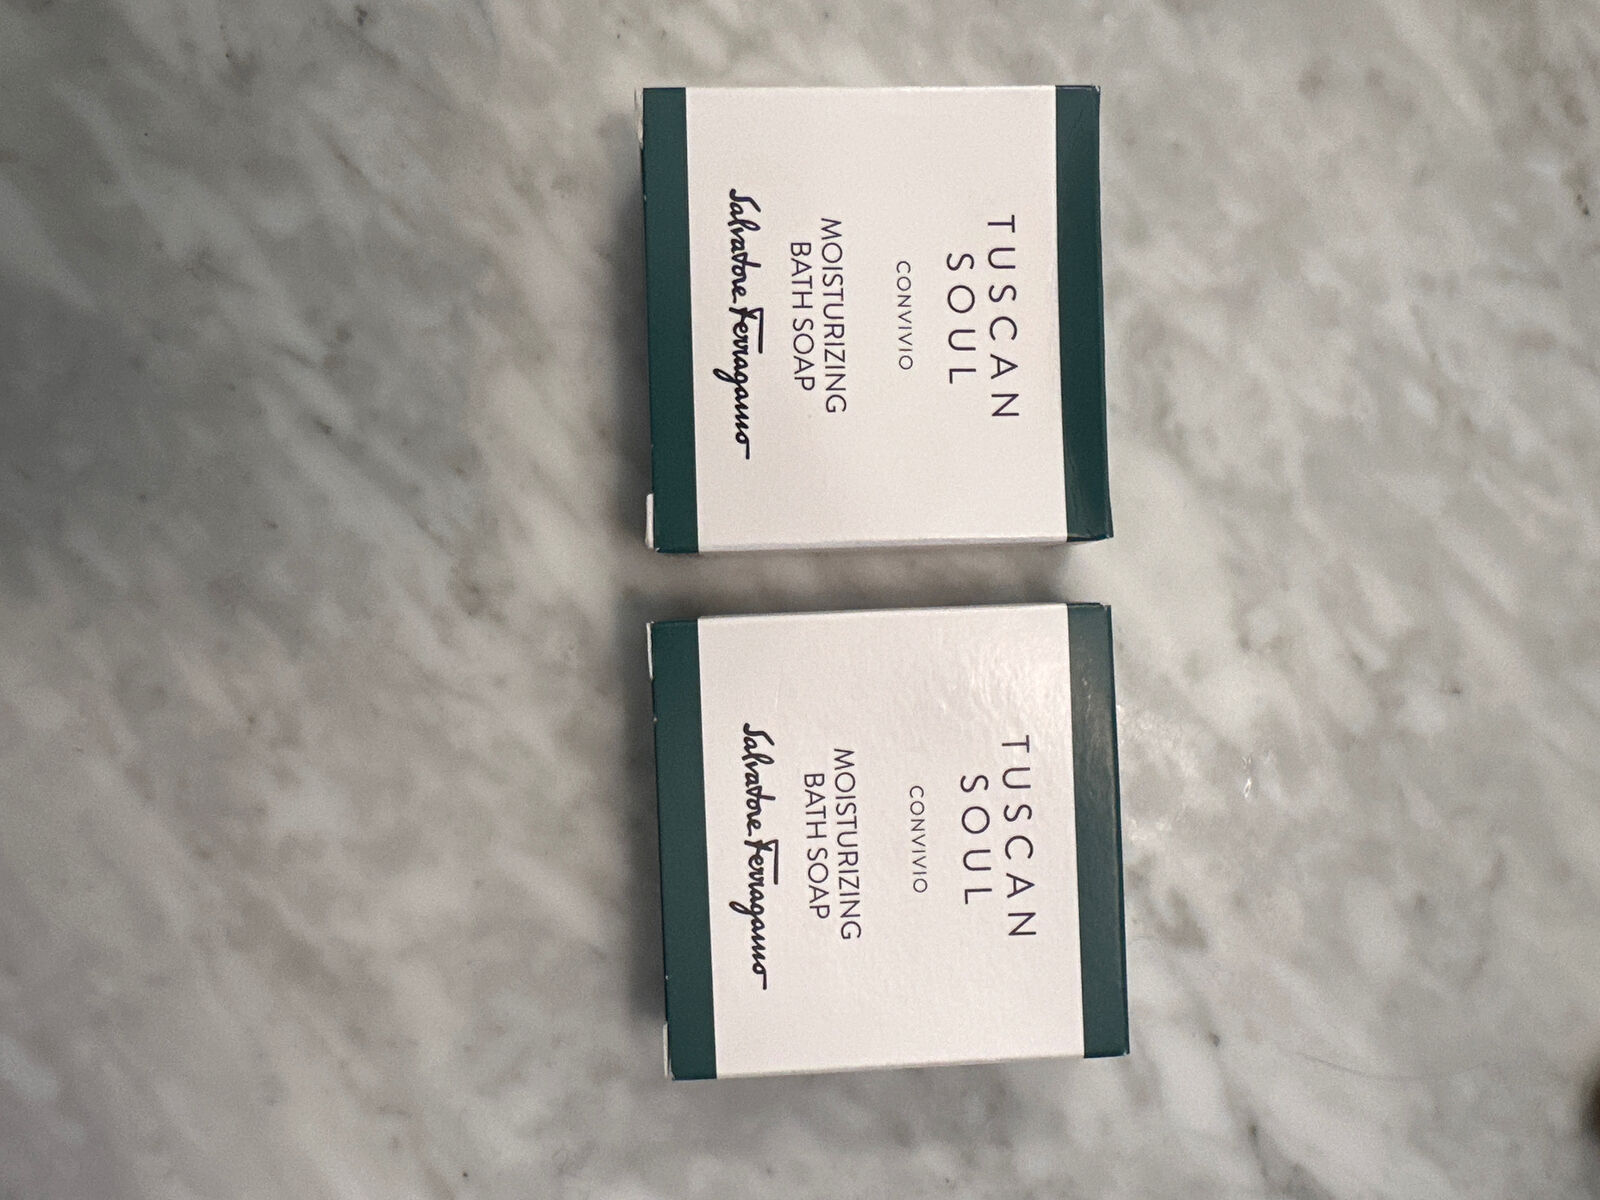 TUSCAN
SOUL
CONVIVIO
MOISTURIZING
BATH SOAP
Salvatore Ferragamo
TUSCAN
SOUL
CONVIVIO
MOISTURIZING
BATH SOAP
Salvatore Ferragamo